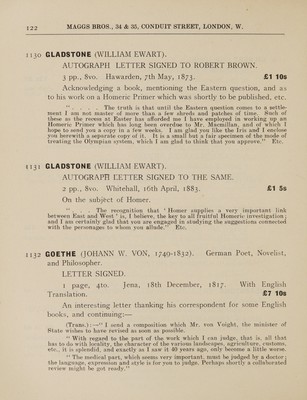 122 MAGGS BROS., 34 & 35, CONDUIT STREET, LONDON, W.
1130 GLADSTONE (WILLIAM EWART).
AUTOGRAPH LETTER SIGNED TO ROBERT BROWN.
3 pp., 8vo. Hawarden, 7th May, 1873. £1 10s
Acknowledging a book, mentioning the Eastern question, and as
to his work on a Homeric Primer which was shortly to be published, etc.
" . . . . The truth is that until the Eastern question comes to a settle-
ment I am not master of more than a few shreds and patches of time. Such of
these as the recess at Easter has afforded me I have employed in working up an
Homeric Primer which has long been overdue to Mr. Macmillan, and of which I
hope to send you a copy in a few weeks. I am glad you like the Iris and I enclose
you herewith a separate copy of it. It is a small but a fair specimen of the mode of
treating the Olympian system, which I am glad to think that you approve." Etc.
1131 GLADSTONE (WILLIAM EWART).
AUTOGRAPH LETTER SIGNED TO THE SAME.
2 pp., 8vo. Whitehall, 16th April, 1883. £1 5s
On the subject of Homer.
" . . . The recognition that ' Homer supplies a very important link
between East and West ' is, I believe, the key to all fruitful Homeric investigation;
and I am certainly glad that you are engaged in studying the suggestions connected
with the personages to whom you allude." Etc.
1132 GOETHE (JOHANN W. VON, 1749-1832). German Poet, Novelist,
and Philosopher.
LETTER SIGNED.
1 page, 4to. Jena, 18th December, 1817. With English
Translation. £7 10s
An interesting letter thanking his correspondent for some English
books, and continuing:—
(Trans.):—" I send a composition which Mr. von Voight, the minister of
State wishes to have revised as soon as possible.
" With regard to the part of the work which I can judge, that is, all that
has to do with locality, the character of the various landscapes, agriculture, customs,
etc., it is splendid, and exactly as I saw it 40 years ago, only become a little worse.
" The medical part, which seems very important, must be judged by a doctor;
the language, expression and style is for you to judge. Perhaps shortly a collaborated
review might be got ready."